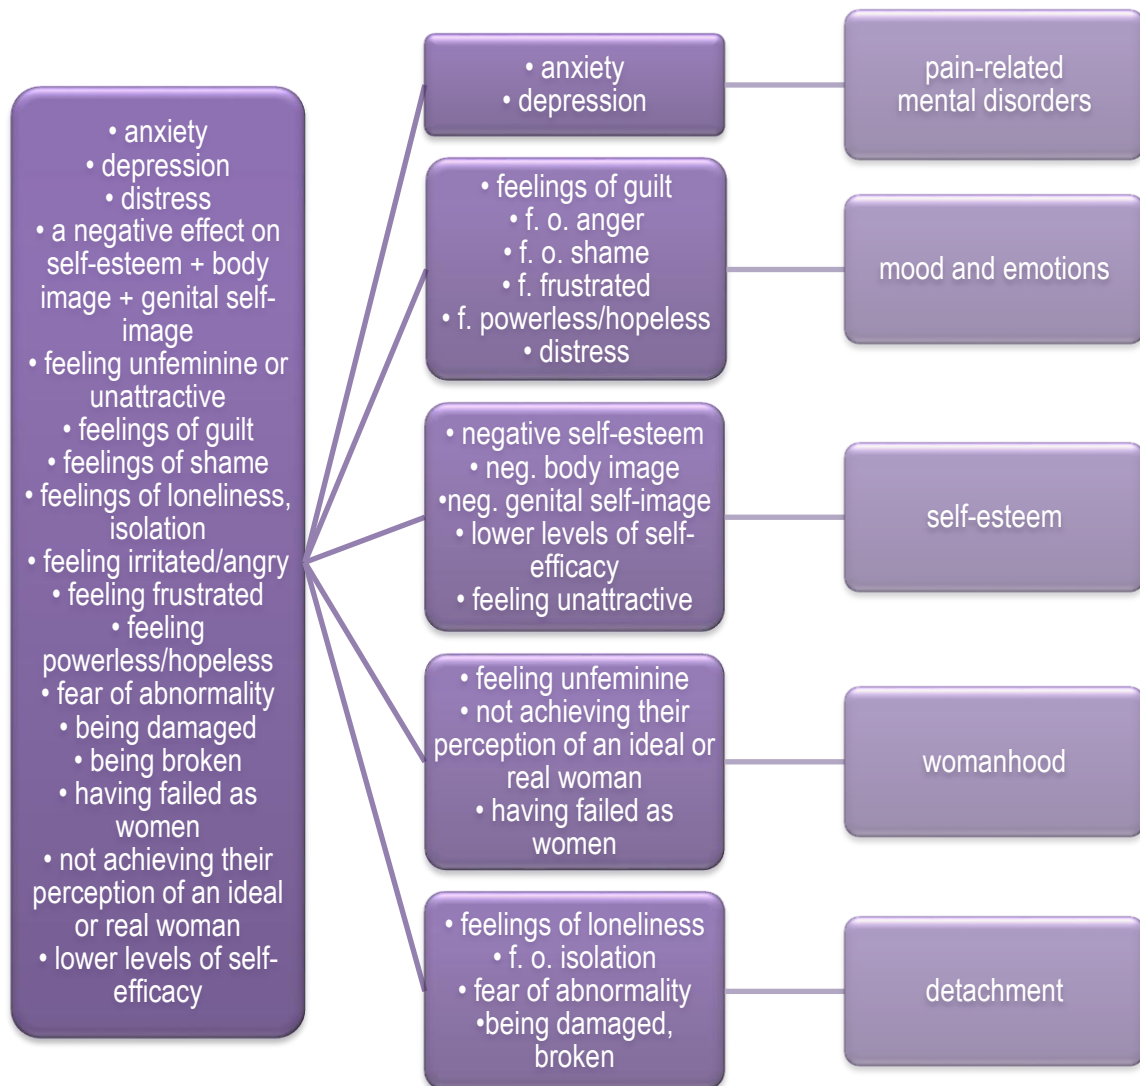 • anxiety
• depression
• distress
• a negative effect on
self-esteem + body
image + genital self-
image
• feeling unfeminine or
unattractive
• feelings of guilt
• feelings of shame
• feelings of loneliness,
isolation
• feeling irritated/angry
• feeling frustrated
• feeling
powerless/hopeless
• fear of abnormality
• being damaged
• being broken
• having failed as
women
• not achieving their
perception of an ideal
or real woman
• lower levels of self-
efficacy
• anxiety
• depression
pain-related
mental disorders
• feelings of guilt
• f. o. anger
• f. o. shame
• f. frustrated
• f. powerless/hopeless
• distress
mood and emotions
• negative self-esteem
• neg. body image
•neg. genital self-image
• lower levels of self-
efficacy
• feeling unattractive
self-esteem
• feeling unfeminine
• not achieving their
perception of an ideal or
real woman
• having failed as
women
womanhood
• feelings of loneliness
• f. o. isolation
• fear of abnormality
•being damaged,
broken
detachment